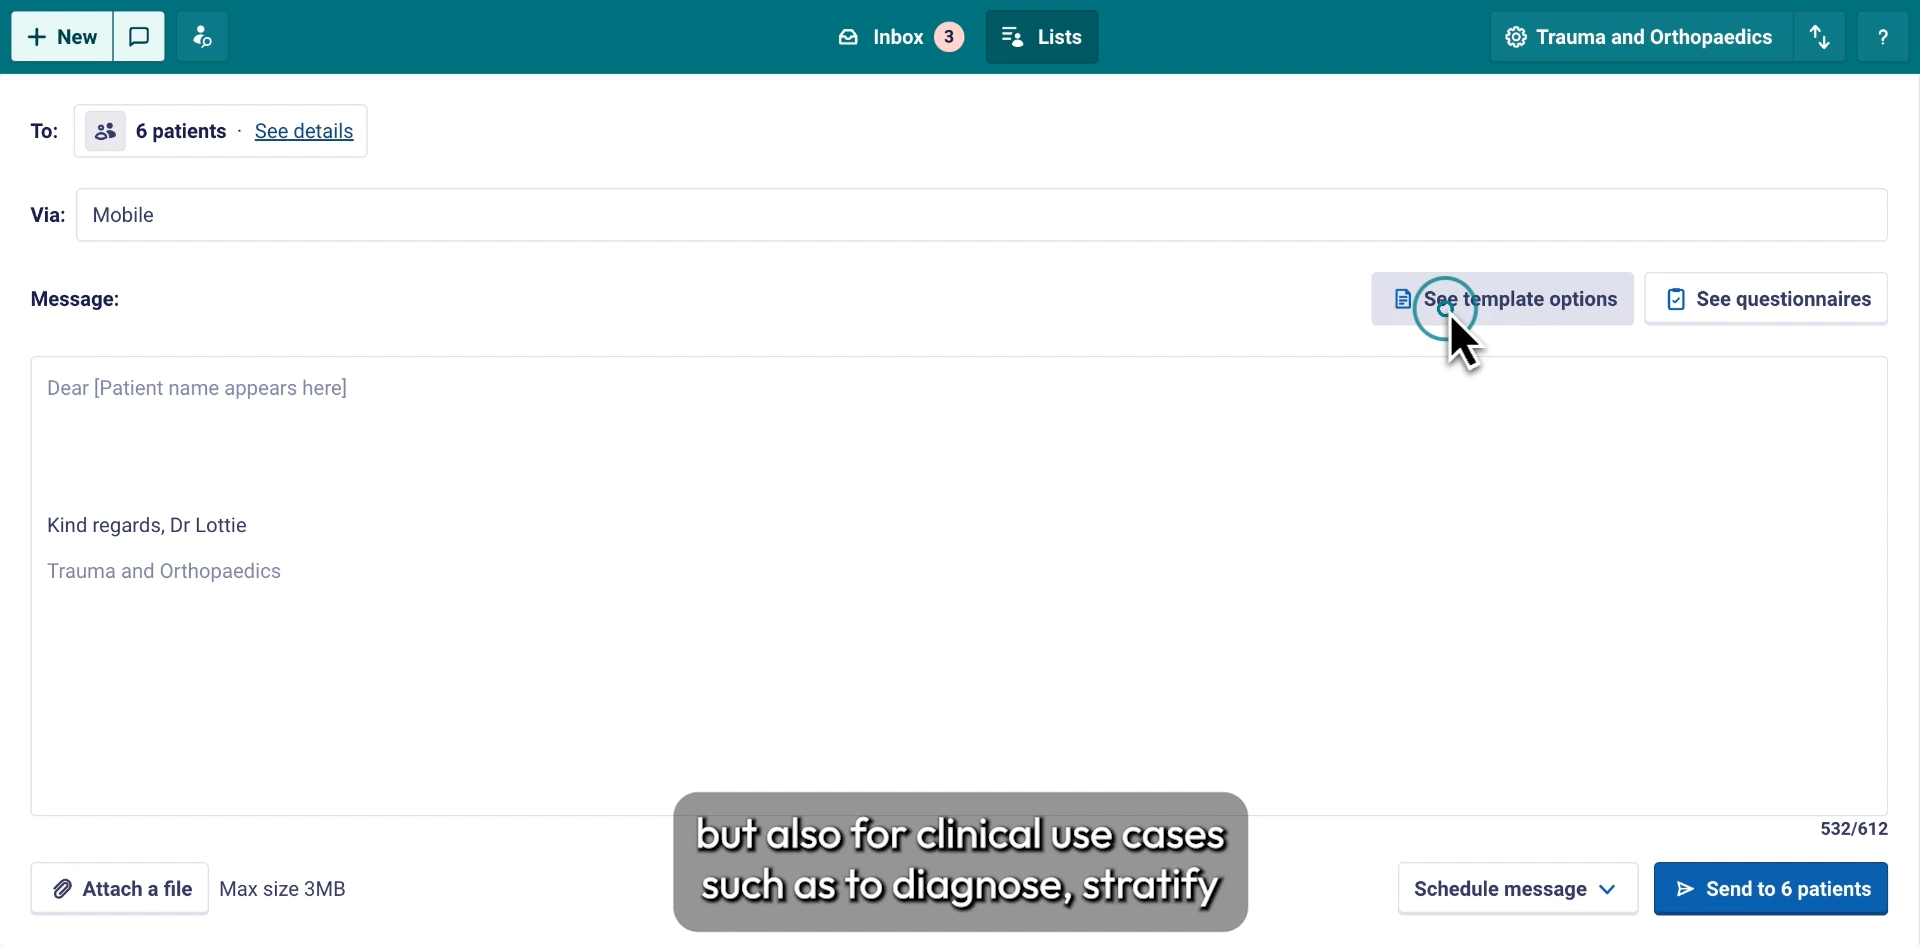 New
Inbox 3
Lists
Trauma and Orthopaedics
?
To: 6 patients · See details
Via: Mobile
Message:
See template options
See questionnaires
Dear [Patient name appears here]
Kind regards, Dr Lottie
Trauma and Orthopaedics
532/612
Attach a file
Max size 3MB
Schedule message
Send to 6 patients
but also for clinical use cases
such as to diagnose, stratify